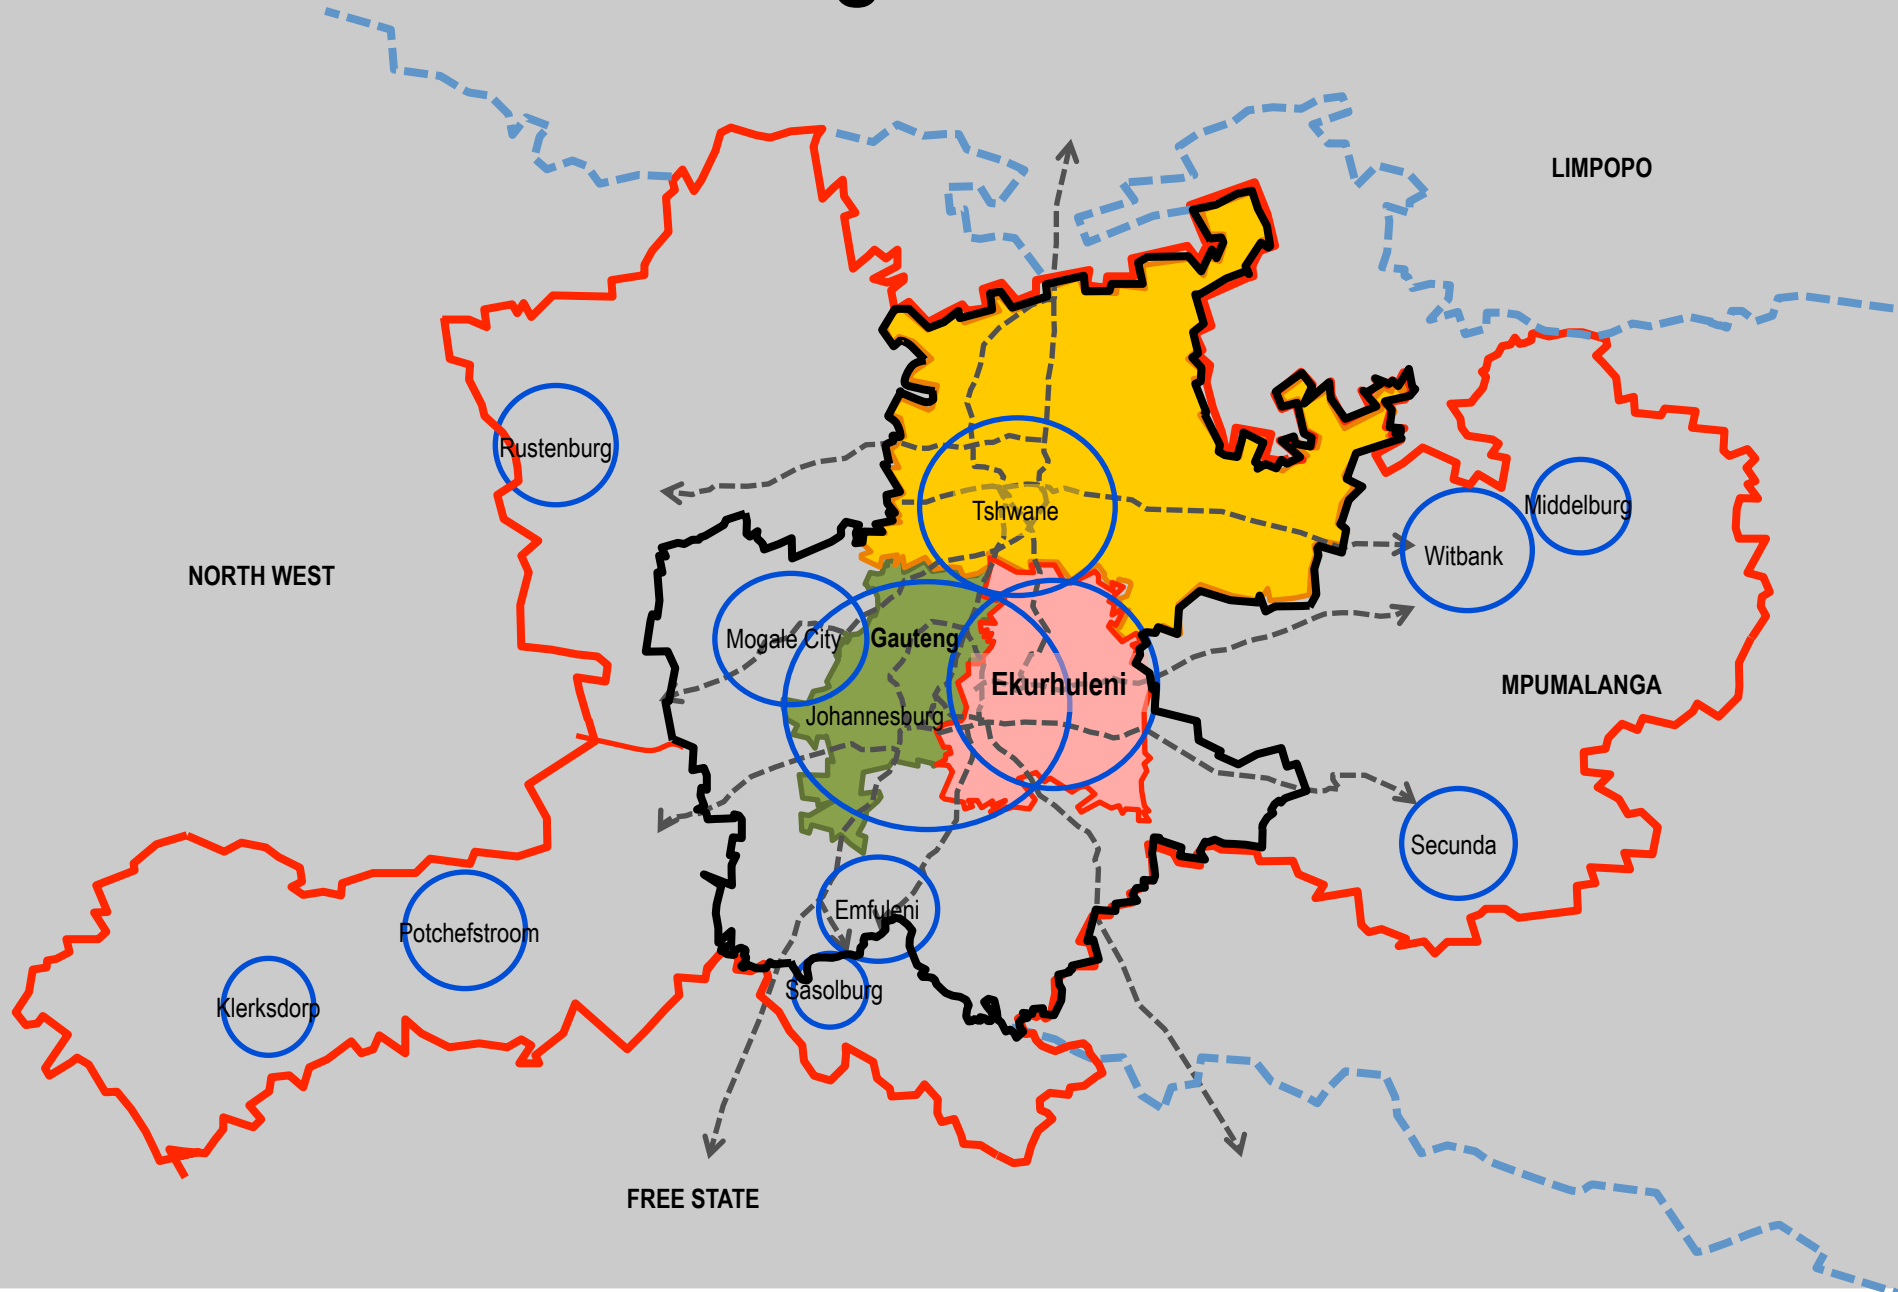 LIMPOPO
Rustenburg
Middelburg
Tshwane
Witbank
NORTH WEST
Mogale City
Gauteng
Ekurhuleni
MPUMALANGA
Johannesburg
Secunda
Emfuleni
Potchefstroom
Sasolburg
Klerksdorp
FREE STATE